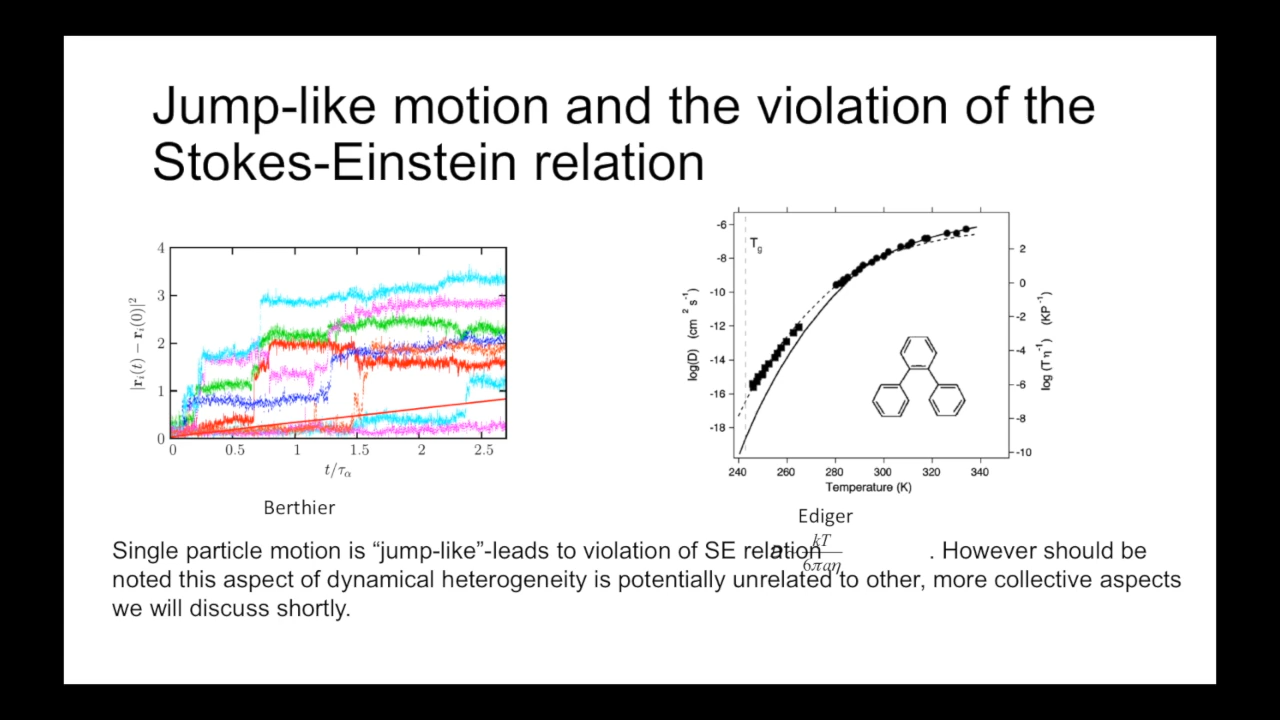 Jump-like motion and the violation of the
Stokes-Einstein relation
4
3
2
1
0
|r_i(t) − r_i(0)|²
0 0.5 1 1.5 2 2.5
t/τ_α
Berthier
-6
-8
-10
-12
-14
-16
-18
log(D) (cm² s⁻¹)
T_g
2
0
-2
-4
-6
-8
-10
log (Tη⁻¹) (KP⁻¹)
240 260 280 300 320 340
Temperature (K)
Ediger
Single particle motion is “jump-like”-leads to violation of SE relation kT/6πaη . However should be
noted this aspect of dynamical heterogeneity is potentially unrelated to other, more collective aspects
we will discuss shortly.